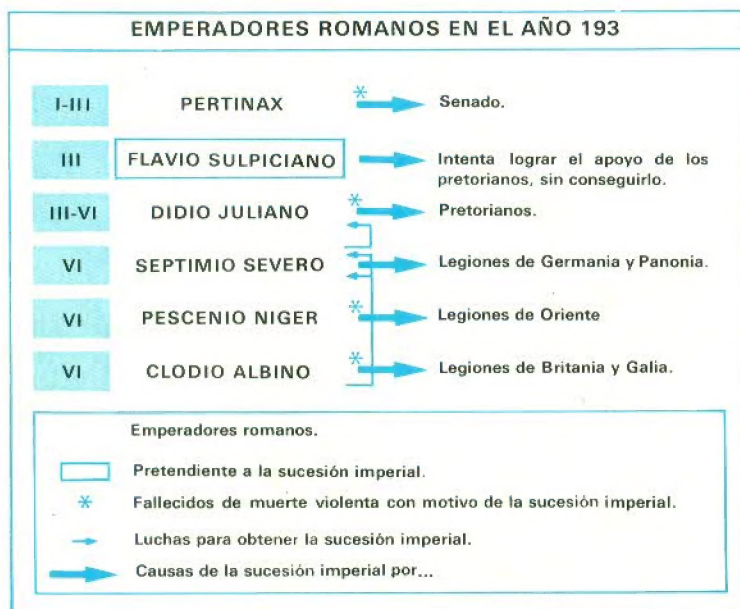 EMPERADORES ROMANOS EN EL AÑO 193
I-III PERTINAX * Senado.
III FLAVIO SULPICIANO Intenta lograr el apoyo de los
pretorianos, sin conseguirlo.
III-VI DIDIO JULIANO * Pretorianos.
VI SEPTIMIO SEVERO Legiones de Germania y Panonia.
VI PESCENIO NIGER * Legiones de Oriente
VI CLODIO ALBINO * Legiones de Britania y Galia.
Emperadores romanos.
Pretendiente a la sucesión imperial.
* Fallecidos de muerte violenta con motivo de la sucesión imperial.
Luchas para obtener la sucesión imperial.
Causas de la sucesión imperial por...